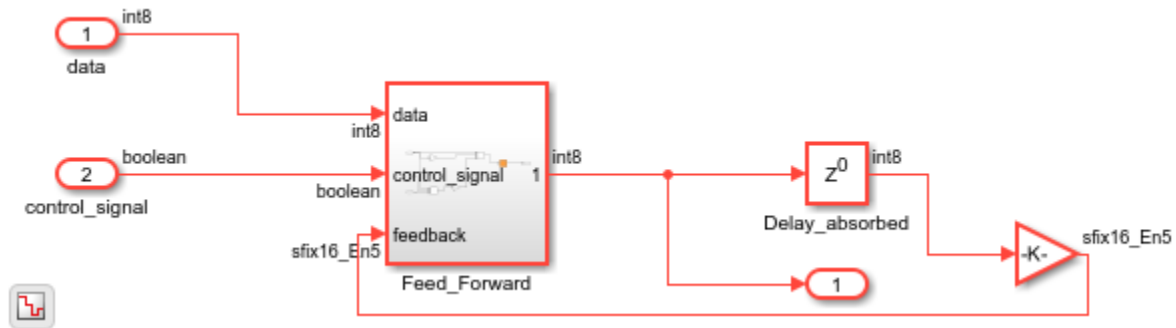 int8
1
data
data
int8
boolean
int8
int8
2
control_signal
1
Z0
control_signal
boolean
Delay_absorbed
feedback
sfix16_En5
sfix16_En5
-K-
Feed_Forward
1